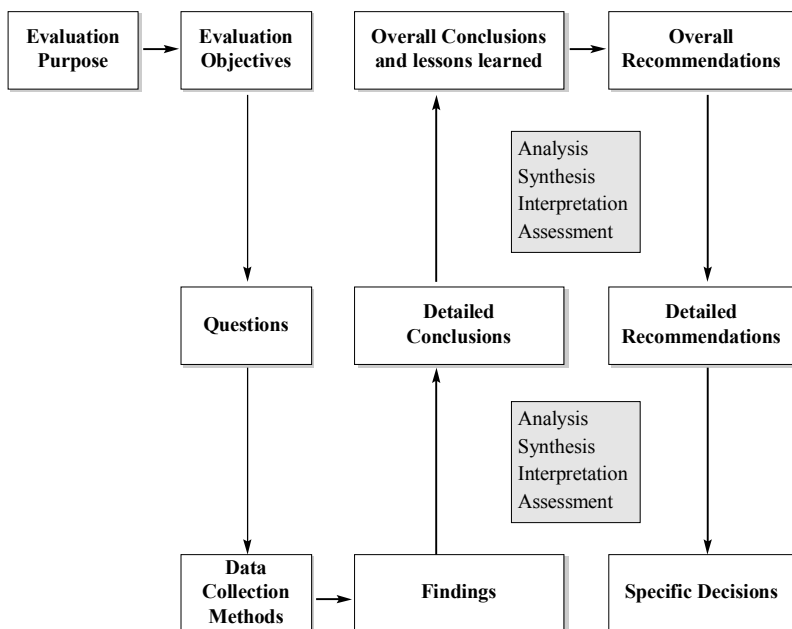 Evaluation
Purpose
Evaluation
Objectives
Overall Conclusions
and lessons learned
Overall
Recommendations
Analysis
Synthesis
Interpretation
Assessment
Questions
Detailed
Conclusions
Detailed
Recommendations
Analysis
Synthesis
Interpretation
Assessment
Data
Collection
Methods
Findings
Specific Decisions